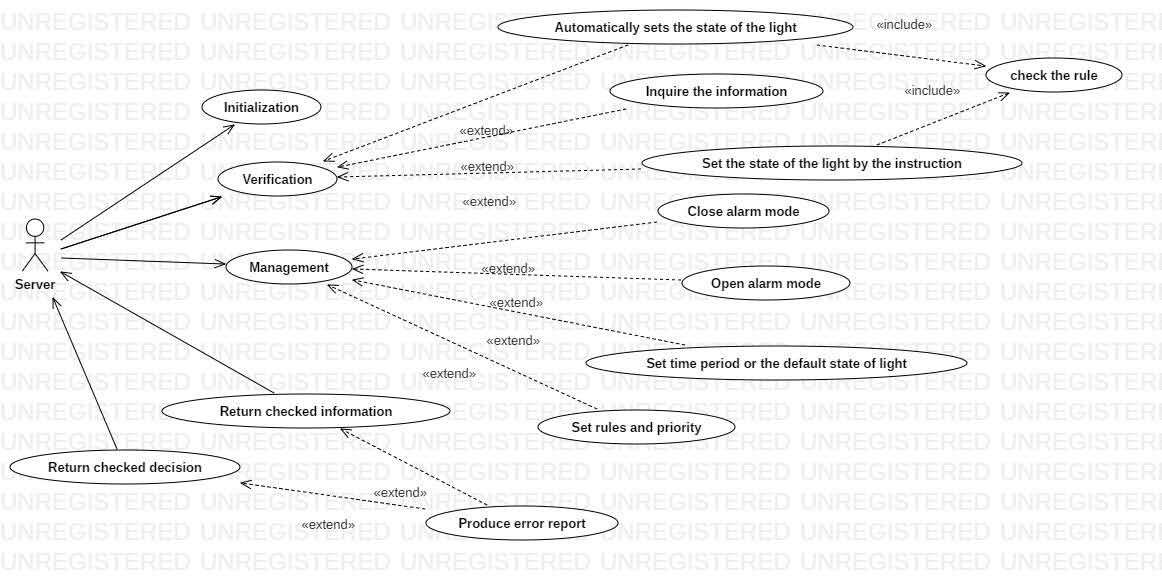 Automatically sets the state of the light
«include»
check the rule
Inquire the information
«include»
Initialization
«extend»
Set the state of the light by the instruction
«extend»
Verification
«extend»
Close alarm mode
Management
«extend»
Open alarm mode
Server
«extend»
«extend»
Set time period or the default state of light
«extend»
Return checked information
Set rules and priority
Return checked decision
«extend»
Produce error report
«extend»
UNREGISTERED